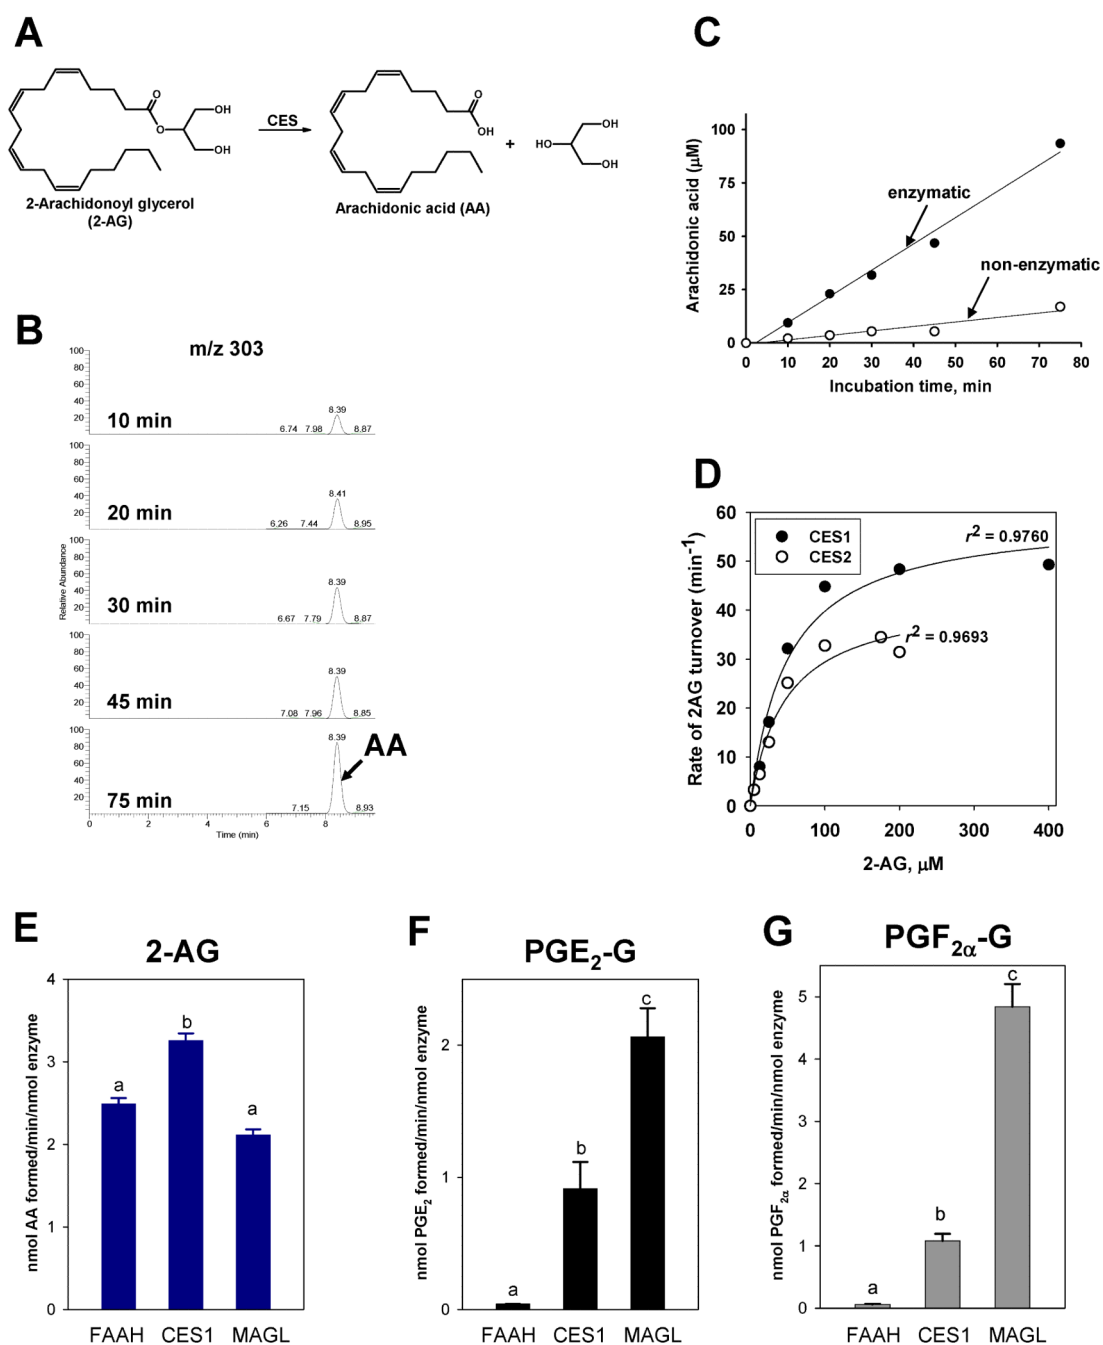 A
O
O
OH
OH
CES
O
OH
+
HO
OH
OH
2-Arachidonoyl glycerol
(2-AG)
Arachidonic acid (AA)
B
m/z 303
Relative Abundance
100
80
60
40
20
10 min
6.74 7.98 8.39 8.87
100
80
60
40
20
20 min
6.26 7.44 8.41 8.95
100
80
60
40
20
30 min
6.67 7.79 8.39 8.87
100
80
60
40
20
45 min
7.08 7.96 8.39 8.85
100
80
60
40
20
75 min
7.15 8.39 8.93
AA
0 2 4 6 8
Time (min)
C
Arachidonic acid (μM)
100
75
50
25
0
enzymatic
non-enzymatic
0 10 20 30 40 50 60 70 80
Incubation time, min
D
Rate of 2AG turnover (min⁻¹)
60
50
40
30
20
10
0
CES1
CES2
r² = 0.9760
r² = 0.9693
0 100 200 300 400
2-AG, μM
E
2-AG
nmol AA formed/min/nmol enzyme
4
3
2
1
0
a
b
a
FAAH CES1 MAGL
F
PGE₂-G
nmol PGE₂ formed/min/nmol enzyme
2
1
0
a
b
c
FAAH CES1 MAGL
G
PGF₂α-G
nmol PGF₂α formed/min/nmol enzyme
5
4
3
2
1
0
a
b
c
FAAH CES1 MAGL